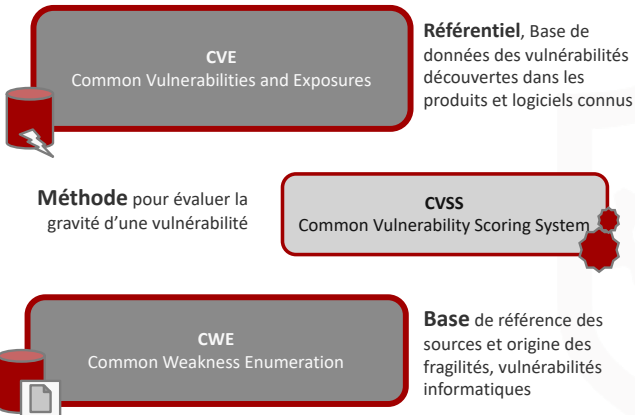 CVE
Common Vulnerabilities and Exposures
Référentiel, Base de
données des vulnérabilités
découvertes dans les
produits et logiciels connus
Méthode pour évaluer la
gravité d’une vulnérabilité
CVSS
Common Vulnerability Scoring System
CWE
Common Weakness Enumeration
Base de référence des
sources et origine des
fragilités, vulnérabilités
informatiques